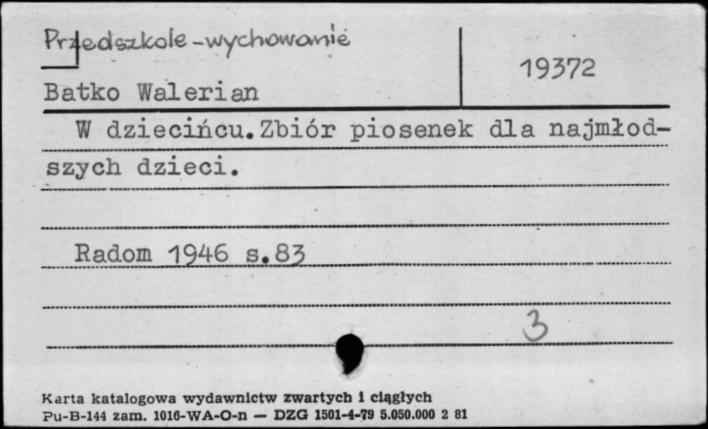 Przedszkole - wychowanie
19372
Batko Walerian
W dziecińcu.Zbiór piosenek dla najmłod-
szych dzieci.
Radom 1946 s.83
3
Karta katalogowa wydawnictw zwartych i ciągłych
Pu-B-144 zam. 1016-WA-O-n — DZG 1501-4-79 5.050.000 2 81